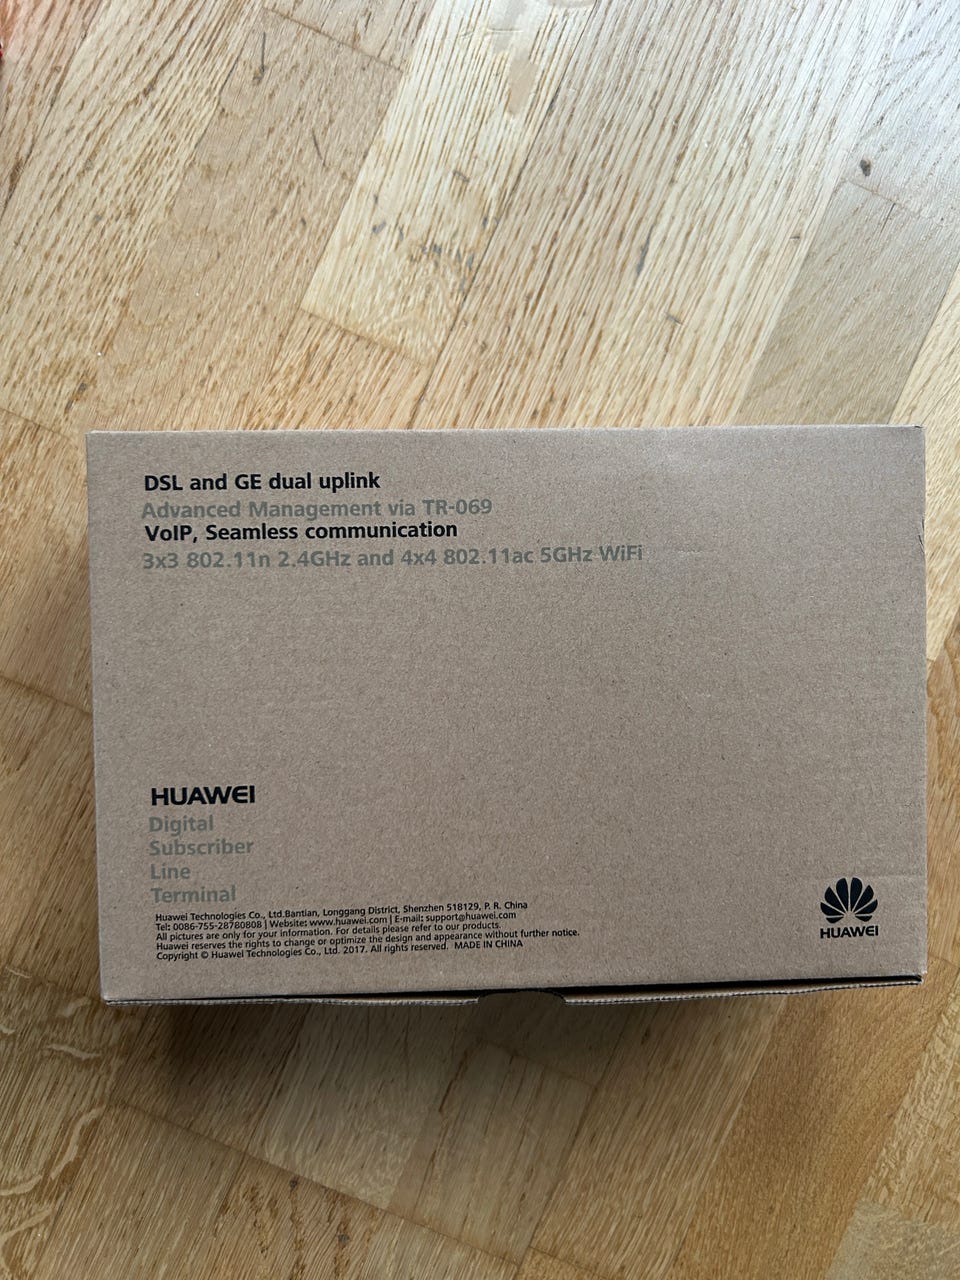 DSL and GE dual uplink
Advanced Management via TR-069
VoIP, Seamless communication
3x3 802.11n 2.4GHz and 4x4 802.11ac 5GHz WiFi
HUAWEI
Digital
Subscriber
Line
Terminal
Huawei Technologies Co., Ltd.Bantian, Longgang District, Shenzhen 518129, P. R. China
Tel: 0086-755-28780808 | Website: www.huawei.com | E-mail: support@huawei.com
All pictures are only for your information. For details please refer to our products.
Huawei reserves the rights to change or optimize the design and appearance without further notice.
Copyright © Huawei Technologies Co., Ltd. 2017. All rights reserved. MADE IN CHINA
HUAWEI